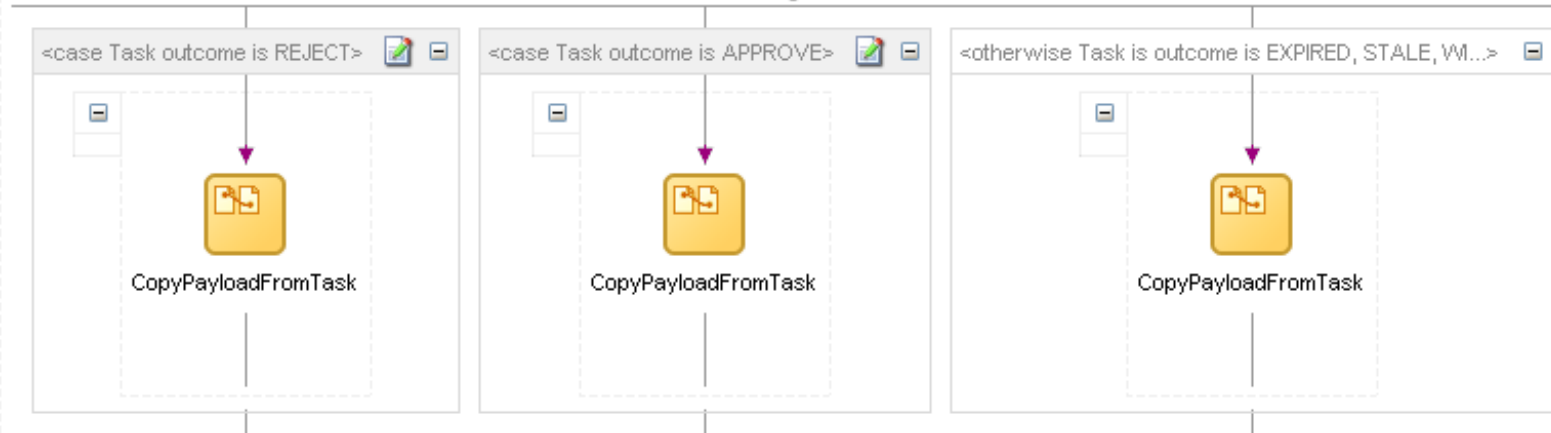 <case Task outcome is REJECT>
<case Task outcome is APPROVE>
<otherwise Task is outcome is EXPIRED, STALE, WI...>
CopyPayloadFromTask
CopyPayloadFromTask
CopyPayloadFromTask